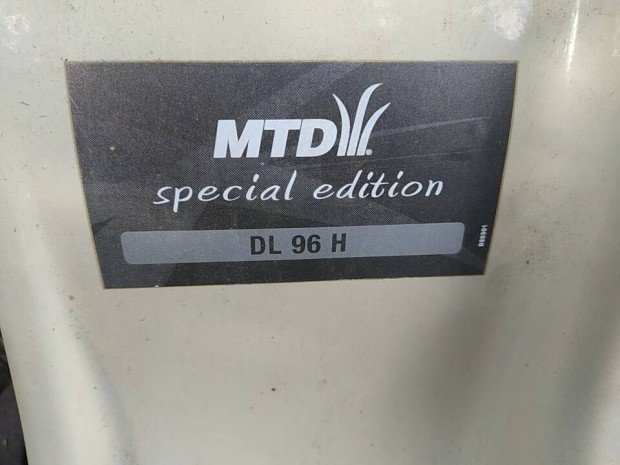 MTD
special edition
DL 96 H